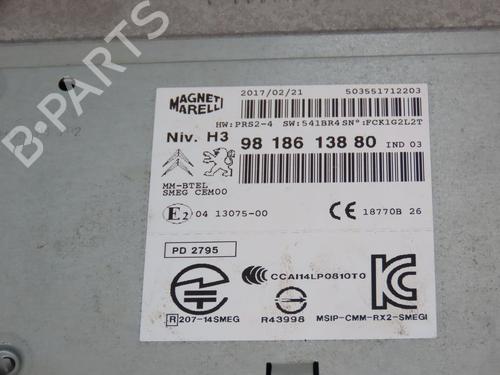 MAGNETI
MARELLI
2017/02/21 503551712203
HW:PRS2-4 SW:541BR4 SN°:FCK1G2L2T
Niv. H3
98 186 138 80 IND 03
MM-BTEL
SMEG CEM00
E2 04 13075-00
CE 18770B 26
PD 2795
CCAI14LP0810T0
R 207-14SMEG
R43998
MSIP-CMM-RX2-SMEGI
B-PARTS